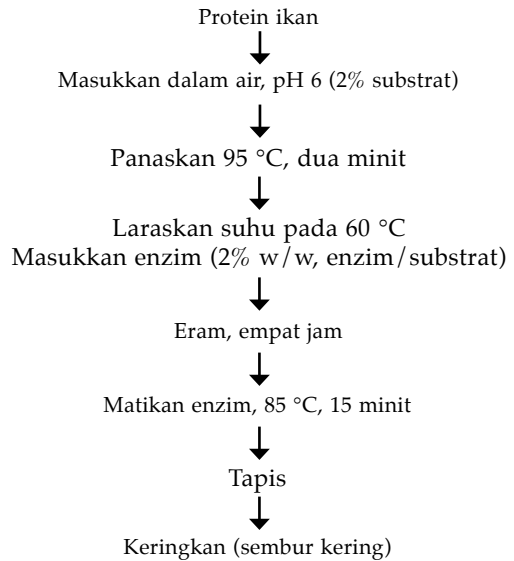 Protein ikan
Masukkan dalam air, pH 6 (2% substrat)
Panaskan 95 °C, dua minit
Laraskan suhu pada 60 °C
Masukkan enzim (2% w/w, enzim/substrat)
Eram, empat jam
Matikan enzim, 85 °C, 15 minit
Tapis
Keringkan (sembur kering)